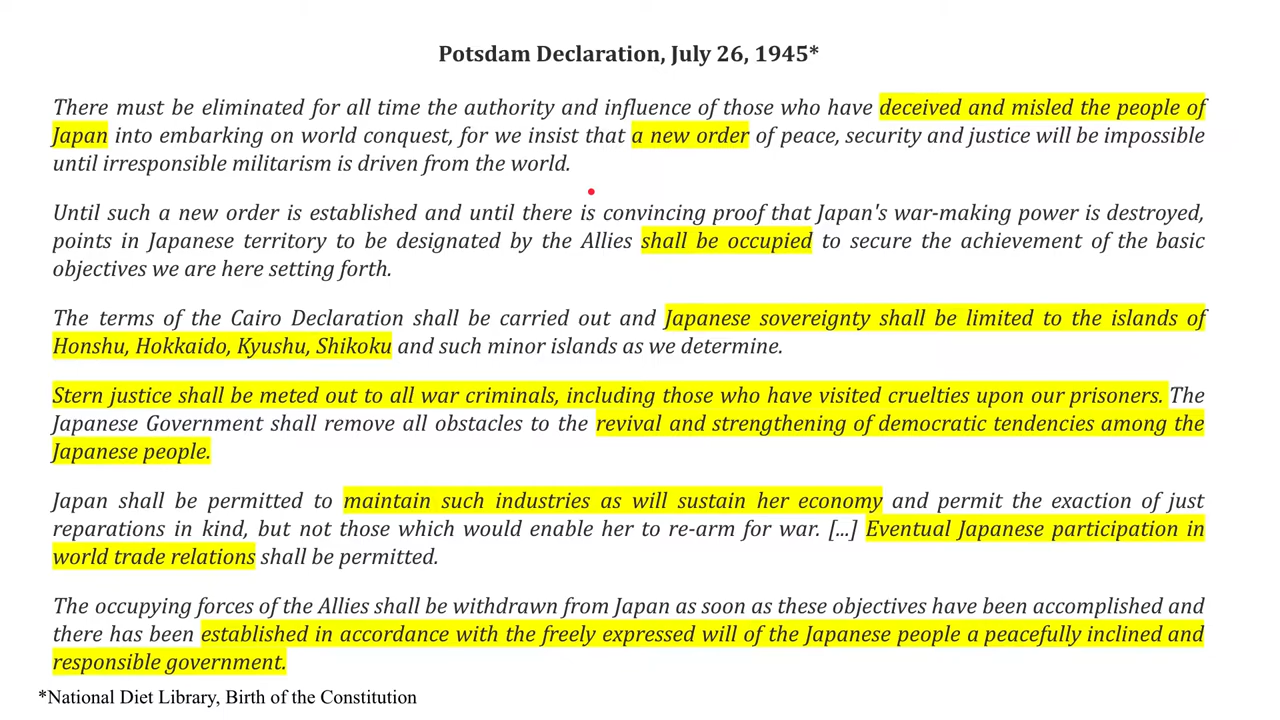 Potsdam Declaration, July 26, 1945*
There must be eliminated for all time the authority and influence of those who have deceived and misled the people of
Japan into embarking on world conquest, for we insist that a new order of peace, security and justice will be impossible
until irresponsible militarism is driven from the world.
Until such a new order is established and until there is convincing proof that Japan's war-making power is destroyed,
points in Japanese territory to be designated by the Allies shall be occupied to secure the achievement of the basic
objectives we are here setting forth.
The terms of the Cairo Declaration shall be carried out and Japanese sovereignty shall be limited to the islands of
Honshu, Hokkaido, Kyushu, Shikoku and such minor islands as we determine.
Stern justice shall be meted out to all war criminals, including those who have visited cruelties upon our prisoners. The
Japanese Government shall remove all obstacles to the revival and strengthening of democratic tendencies among the
Japanese people.
Japan shall be permitted to maintain such industries as will sustain her economy and permit the exaction of just
reparations in kind, but not those which would enable her to re-arm for war. [...] Eventual Japanese participation in
world trade relations shall be permitted.
The occupying forces of the Allies shall be withdrawn from Japan as soon as these objectives have been accomplished and
there has been established in accordance with the freely expressed will of the Japanese people a peacefully inclined and
responsible government.
*National Diet Library, Birth of the Constitution